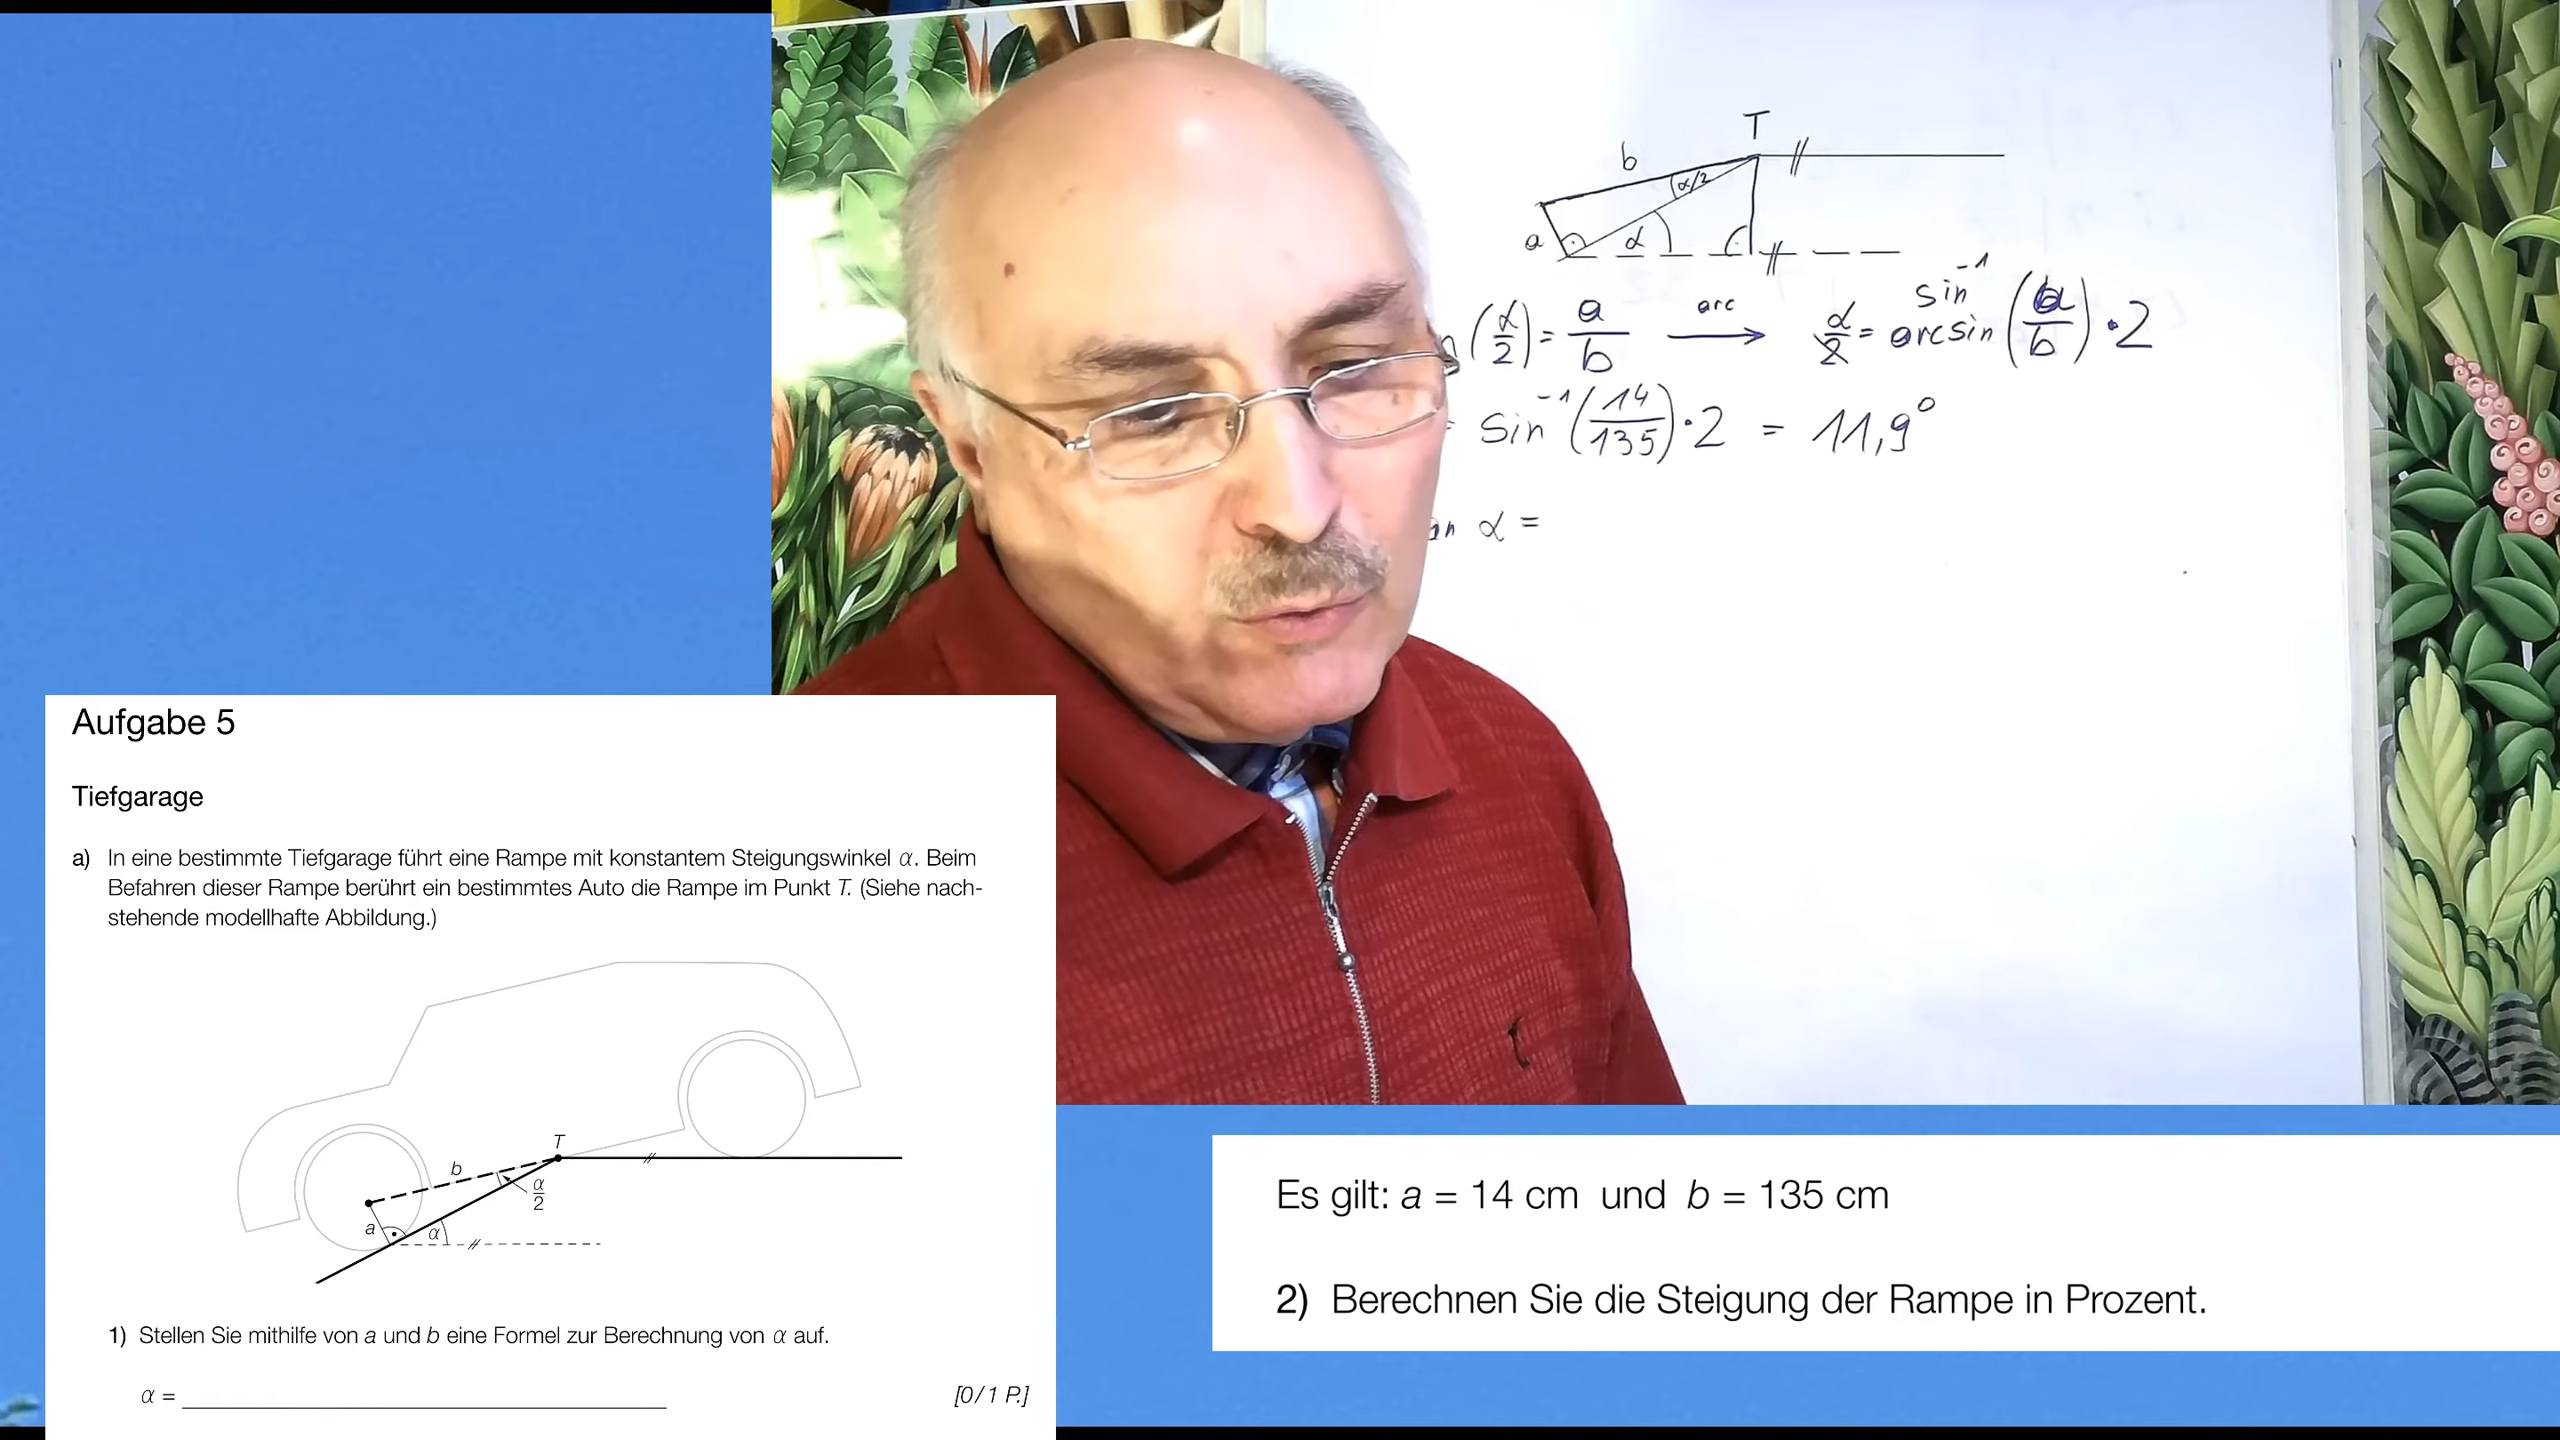 T
b
α/2
a
α
n (α/2) = a/b arc → α/2 = sin⁻¹ arcsin (a/b) · 2
= sin⁻¹ (14/135) · 2 = 11,9°
an α =
Aufgabe 5
Tiefgarage
a) In eine bestimmte Tiefgarage führt eine Rampe mit konstantem Steigungswinkel α. Beim
Befahren dieser Rampe berührt ein bestimmtes Auto die Rampe im Punkt T. (Siehe nach-
stehende modellhafte Abbildung.)
T
b
α/2
a
α
1) Stellen Sie mithilfe von a und b eine Formel zur Berechnung von α auf.
α = ____________ [0/1 P.]
Es gilt: a = 14 cm und b = 135 cm
2) Berechnen Sie die Steigung der Rampe in Prozent.